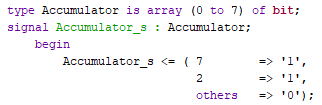 type Accumulator is array (0 to 7) of bit;
signal Accumulator_s : Accumulator;
begin
Accumulator_s <= ( 7 => '1',
2 => '1',
others => '0');